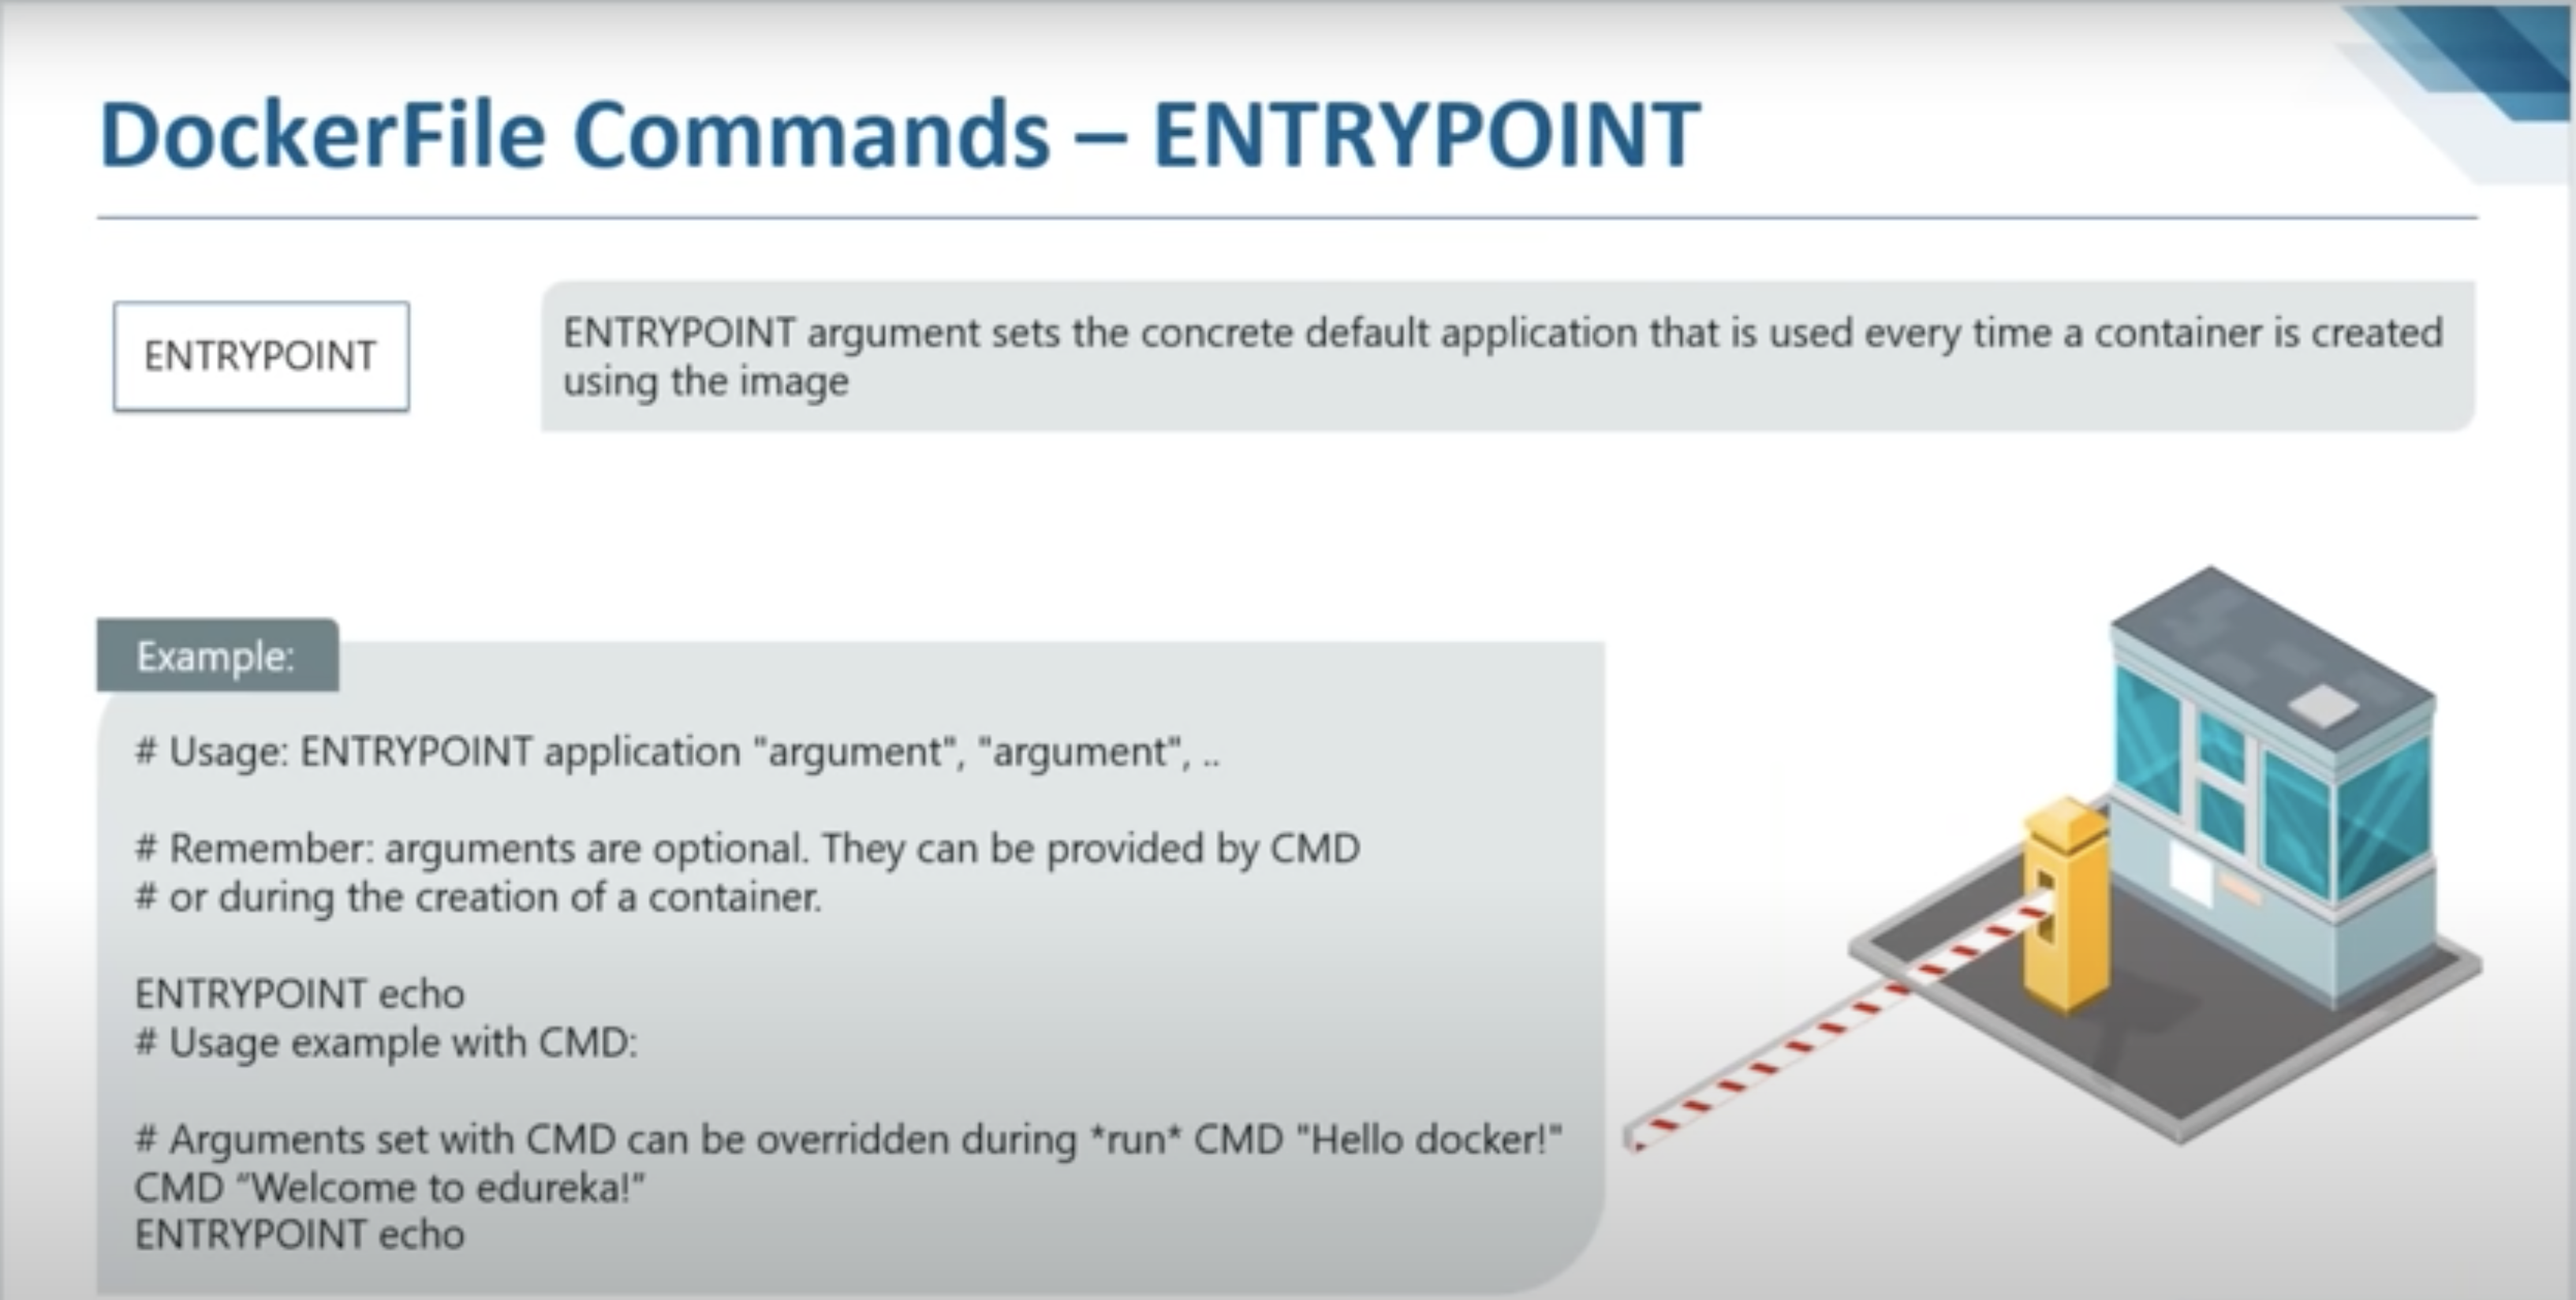 DockerFile Commands – ENTRYPOINT
ENTRYPOINT
ENTRYPOINT argument sets the concrete default application that is used every time a container is created
using the image
Example:
# Usage: ENTRYPOINT application "argument", "argument", ..
# Remember: arguments are optional. They can be provided by CMD
# or during the creation of a container.
ENTRYPOINT echo
# Usage example with CMD:
# Arguments set with CMD can be overridden during *run* CMD "Hello docker!"
CMD “Welcome to edureka!”
ENTRYPOINT echo